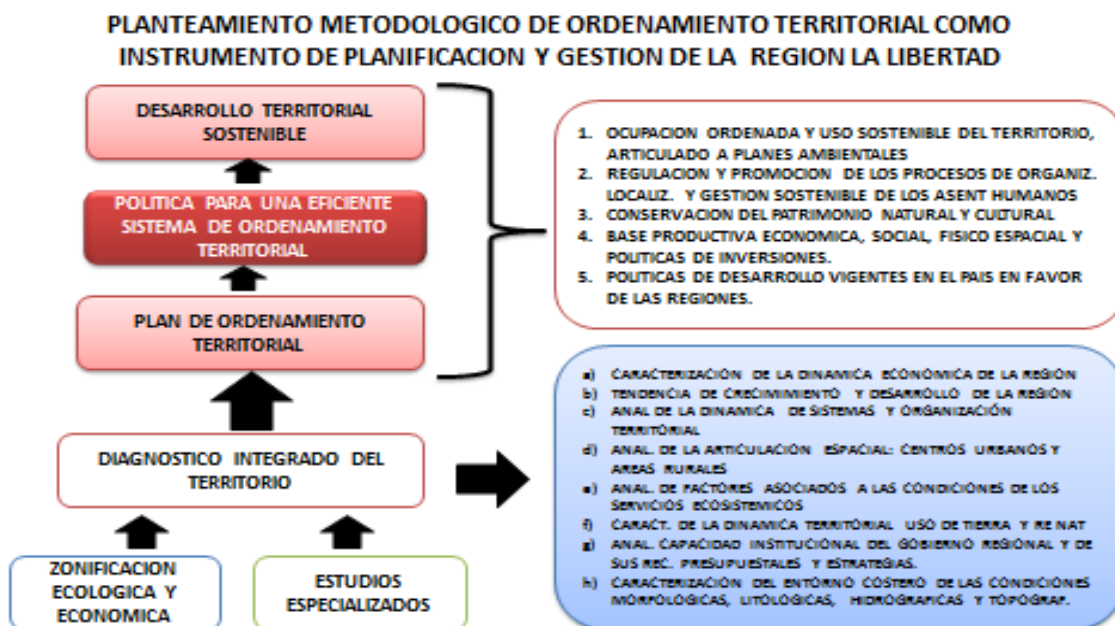 PLANTEAMIENTO METODOLOGICO DE ORDENAMIENTO TERRITORIAL COMO
INSTRUMENTO DE PLANIFICACION Y GESTION DE LA REGION LA LIBERTAD
DESARROLLO TERRITORIAL
SOSTENIBLE
POLITICA PARA UNA EFICIENTE
SISTEMA DE ORDENAMIENTO
TERRITORIAL
PLAN DE ORDENAMIENTO
TERRITORIAL
DIAGNOSTICO INTEGRADO DEL
TERRITORIO
ZONIFICACION
ECOLOGICA Y
ECONOMICA
ESTUDIOS
ESPECIALIZADOS
1. OCUPACION ORDENADA Y USO SOSTENIBLE DEL TERRITORIO,
ARTICULADO A PLANES AMBIENTALES
2. REGULACION Y PROMOCION DE LOS PROCESOS DE ORGANIZ.
LOCALIZ. Y GESTION SOSTENIBLE DE LOS ASENT HUMANOS
3. CONSERVACION DEL PATRIMONIO NATURAL Y CULTURAL
4. BASE PRODUCTIVA ECONOMICA, SOCIAL, FISICO ESPACIAL Y
POLITICAS DE INVERSIONES.
5. POLITICAS DE DESARROLLO VIGENTES EN EL PAIS EN FAVOR
DE LAS REGIONES.
a) CARACTERIZACIÓN DE LA DINAMICA ECONOMICA DE LA REGIÓN
b) TENDENCIA DE CRECIMIMIENTO Y DESARROLLO DE LA REGIÓN
c) ANAL DE LA DINAMICA DE SISTEMAS Y ORGANIZACIÓN
TERRITORIAL
d) ANAL. DE LA ARTICULACIÓN ESPACIAL: CENTROS URBANOS Y
AREAS RURALES
e) ANAL. DE FACTORES ASOCIADOS A LAS CONDICIONES DE LOS
SERVICIOS ECOSISTEMICOS
f) CARACT. DE LA DINAMICA TERRITORIAL USO DE TIERRA Y RE NAT
g) ANAL. CAPACIDAD INSTITUCIONAL DEL GOBIERNO REGIONAL Y DE
SUS REC. PRESUPUESTALES Y ESTRATEGIAS.
h) CARACTERIZACIÓN DEL ENTORNO COSTERO DE LAS CONDICIONES
MORFOLÓGICAS, LITOLÓGICAS, HIDROGRAFICAS Y TOPOGRAF.